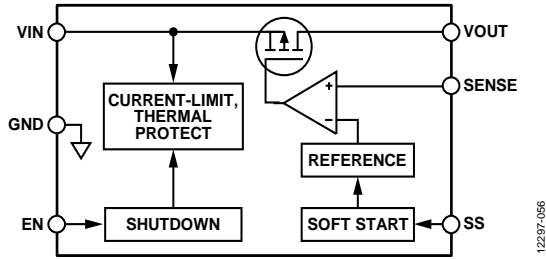 VIN
VOUT
SENSE
+
−
CURRENT-LIMIT,
THERMAL
PROTECT
GND
REFERENCE
EN
SHUTDOWN
SOFT START
SS
12297-056